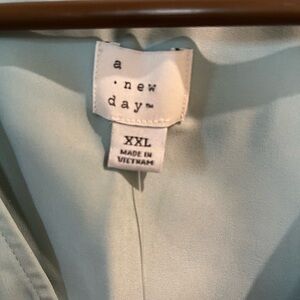 a
· new
day™
XXL
MADE IN
VIETNAM